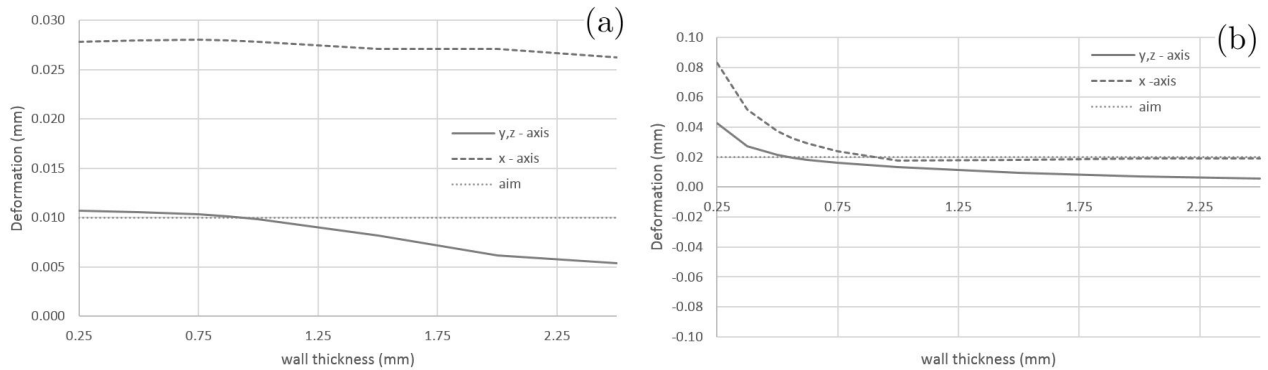 (a)
0.030
0.025
0.020
0.015
0.010
0.005
0.000
Deformation (mm)
y,z - axis
x - axis
aim
0.25 0.75 1.25 1.75 2.25
wall thickness (mm)
(b)
0.10
0.08
0.06
0.04
0.02
0.00
-0.02
-0.04
-0.06
-0.08
-0.10
Deformation (mm)
y,z - axis
x -axis
aim
0.25 0.75 1.25 1.75 2.25
wall thickness (mm)